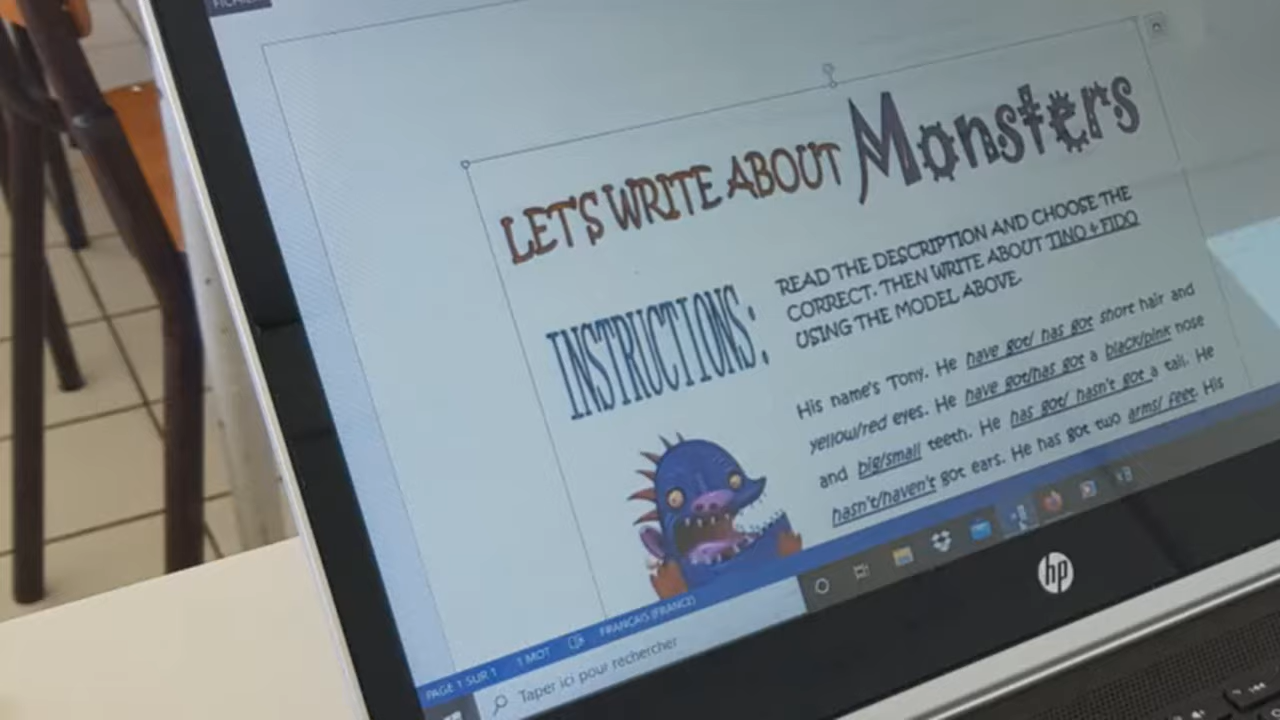 LET'S WRITE ABOUT Monsters
INSTRUCTIONS:
READ THE DESCRIPTION AND CHOOSE THE
CORRECT. THEN WRITE ABOUT TINO + FIDO
USING THE MODEL ABOVE.
His name's Tony. He have got/ has got short hair and
yellow/red eyes. He have got/has got a black/pink nose
and big/small teeth. He has got/ hasn't got a tail. He
hasn't/haven't got ears. He has got two arms/ feet. His
PAGE 1 SUR 1 1 MOT FRANÇAIS (FRANCE)
Taper ici pour rechercher
hp